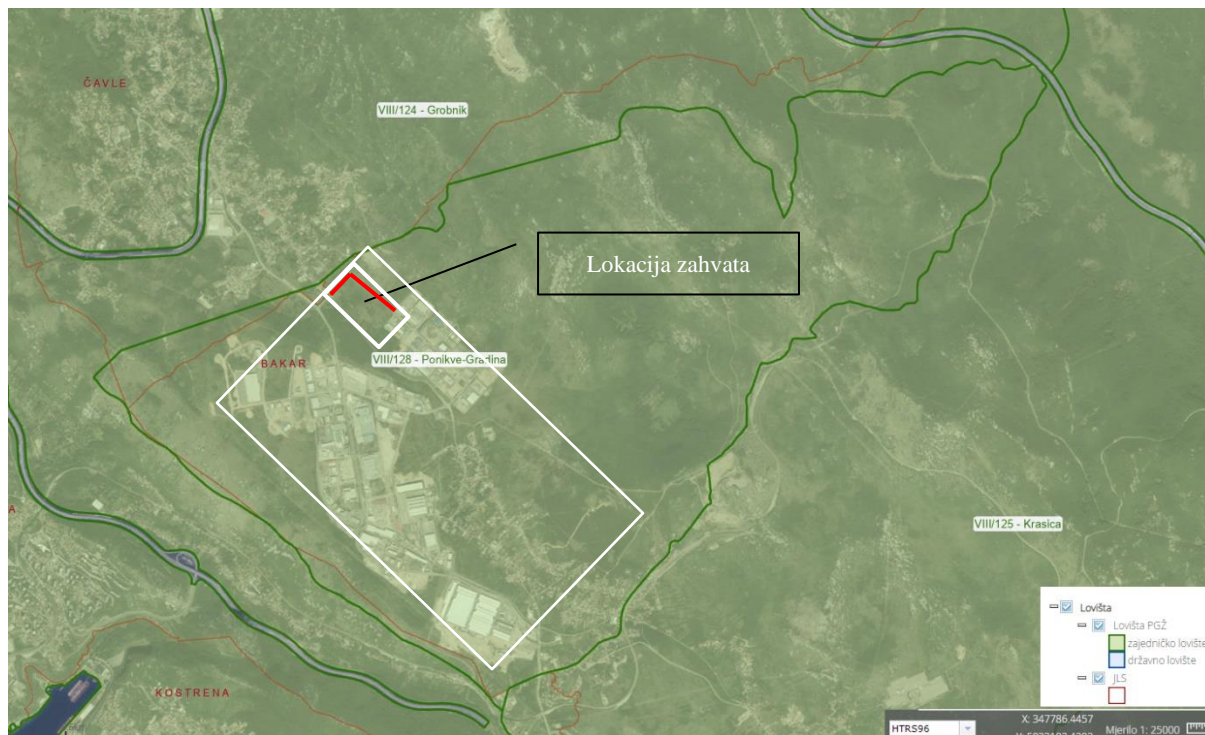 ČAVLE
VIII/124 - Grobnik
Lokacija zahvata
BAKAR
VIII/128 - Ponikve-Gradina
A
VIII/125 - Krasica
KOSTRENA
Lovišta
Lovišta PGŽ
zajedničko lovište
državno lovište
JLS
HTRS96
X: 347786.4457
Mjerilo 1: 25000